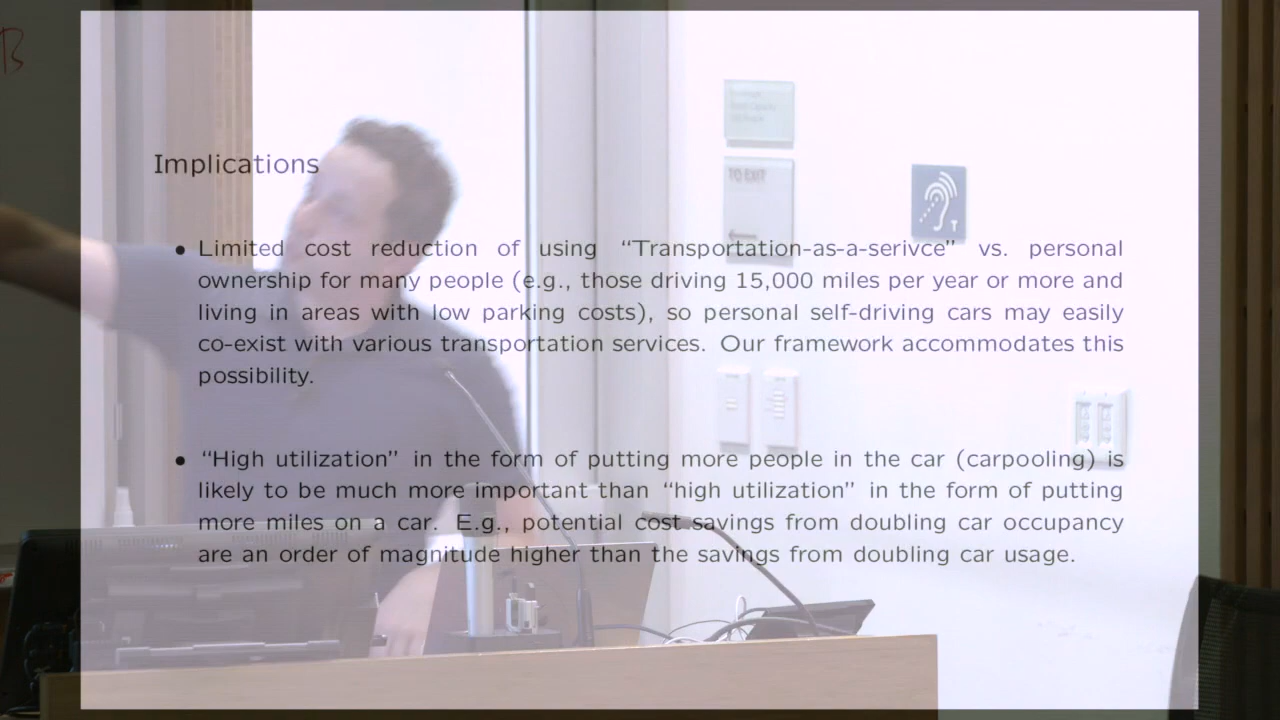 Implications
• Limited cost reduction of using “Transportation-as-a-serivce” vs. personal
ownership for many people (e.g., those driving 15,000 miles per year or more and
living in areas with low parking costs), so personal self-driving cars may easily
co-exist with various transportation services. Our framework accommodates this
possibility.
• “High utilization” in the form of putting more people in the car (carpooling) is
likely to be much more important than “high utilization” in the form of putting
more miles on a car. E.g., potential cost savings from doubling car occupancy
are an order of magnitude higher than the savings from doubling car usage.
TO EXIT
T